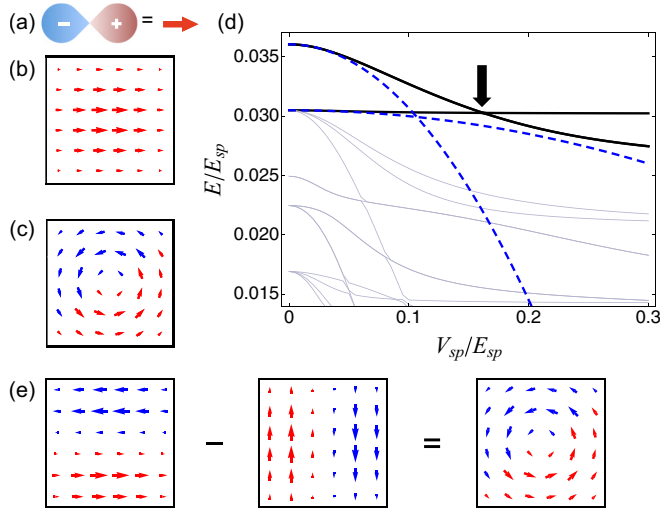 (a) − + =
(d)
(b)
(c)
E/E_sp
0.035
0.030
0.025
0.020
0.015
0 0.1 0.2 0.3
V_sp/E_sp
(e) − =